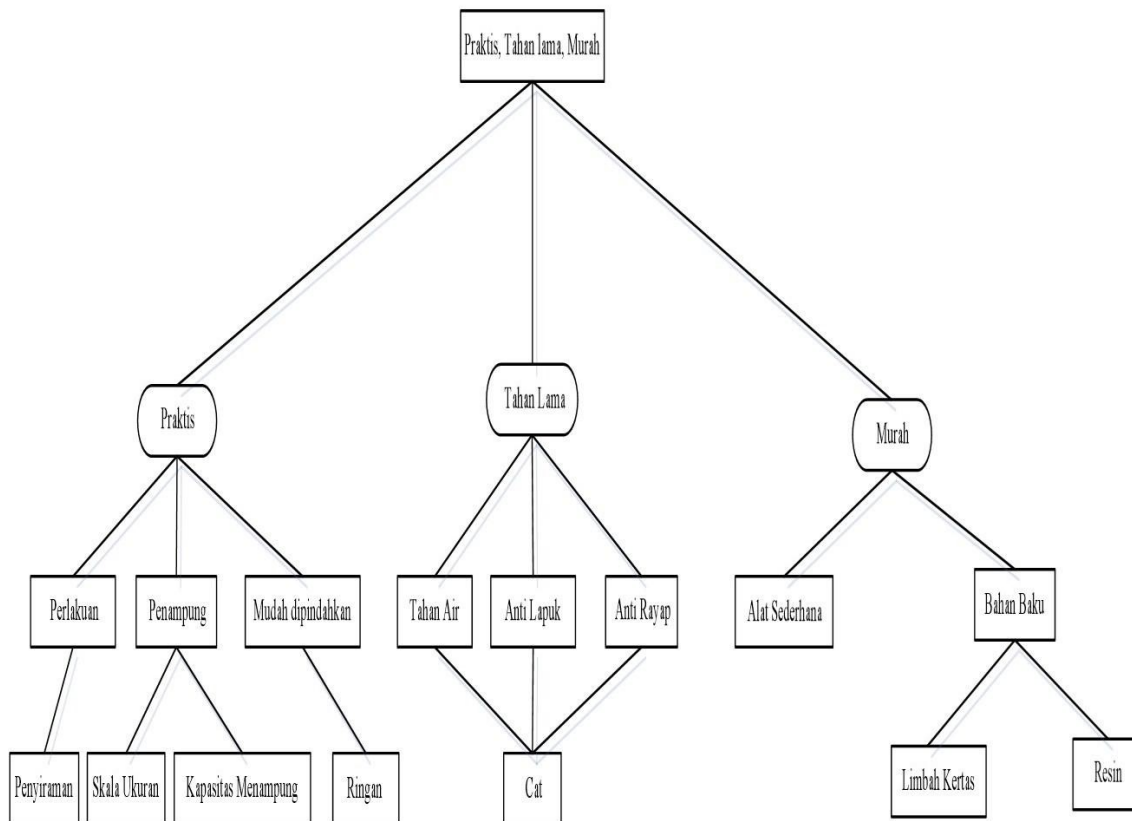 Praktis, Tahan lama, Murah
Praktis
Tahan Lama
Murah
Perlakuan
Penampung
Mudah dipindahkan
Tahan Air
Anti Lapuk
Anti Rayap
Alat Sederhana
Bahan Baku
Penyiraman
Skala Ukuran
Kapasitas Menampung
Ringan
Cat
Limbah Kertas
Resin